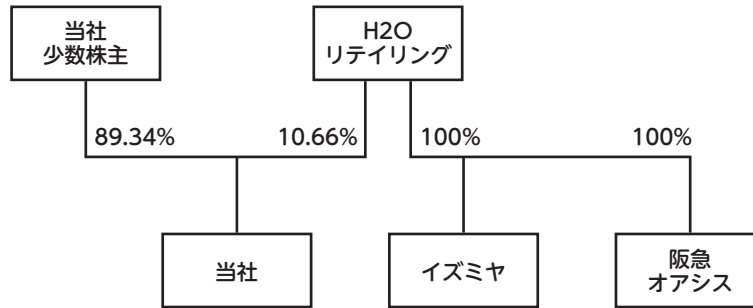 当社
少数株主
H2O
リテイリング
89.34%
10.66%
100%
100%
当社
イズミヤ
阪急
オアシス